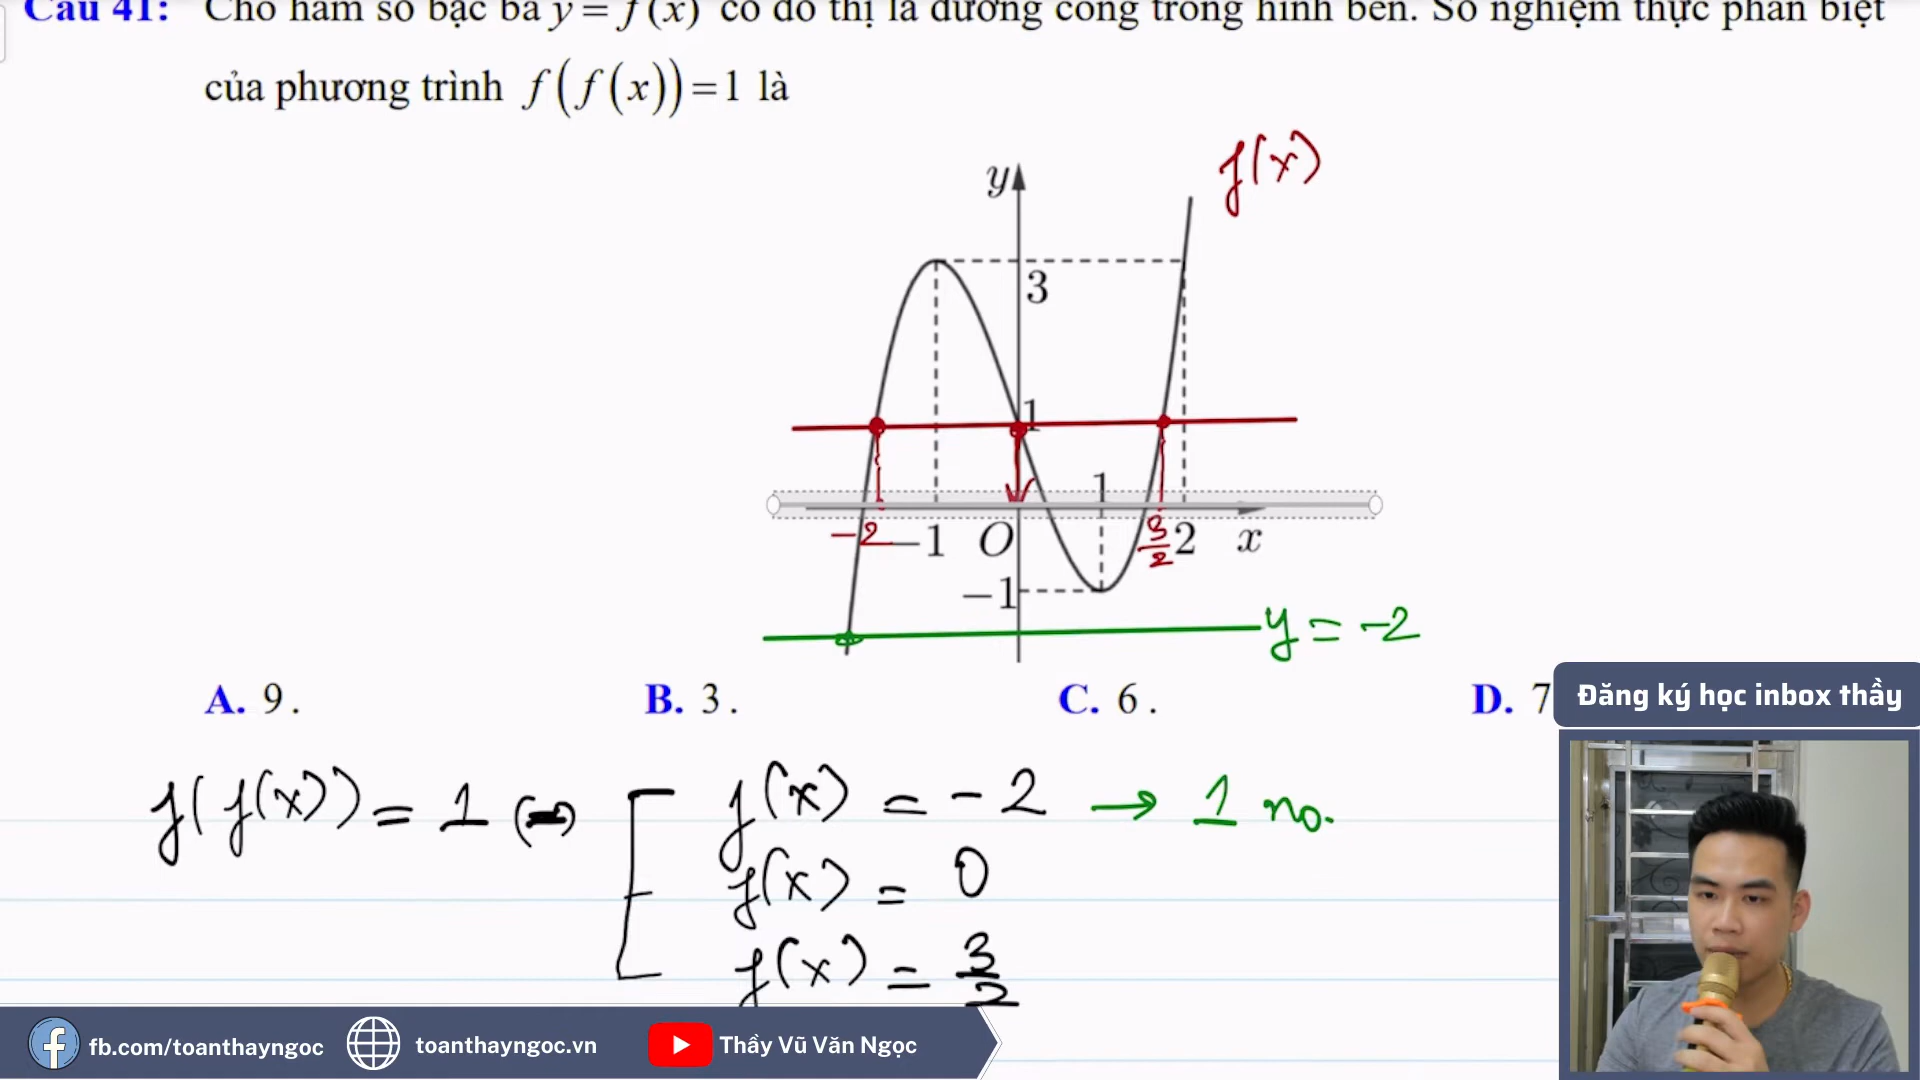 Câu 41: Cho hàm số bậc ba y = f(x) có đồ thị là đường cong trong hình bên. Số nghiệm thực phân biệt
của phương trình f(f(x)) = 1 là
f(x)
y
3
1
1
-2 -1 O 3/2 2 x
-1
y = -2
A. 9. B. 3. C. 6. D. 7
Đăng ký học inbox thầy
f(f(x)) = 1 (⇔) [ f(x) = -2 → 1 no.
f(x) = 0
f(x) = 3/2
fb.com/toanthayngoc toanthayngoc.vn Thầy Vũ Văn Ngọc